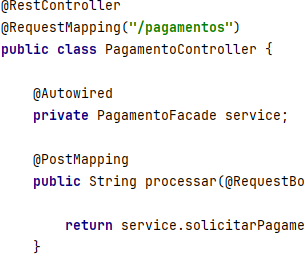 @RestController
@RequestMapping("/pagamentos")
public class PagamentoController {
@Autowired
private PagamentoFacade service;
@PostMapping
public String processar(@RequestBo
return service.solicitarPagame
}